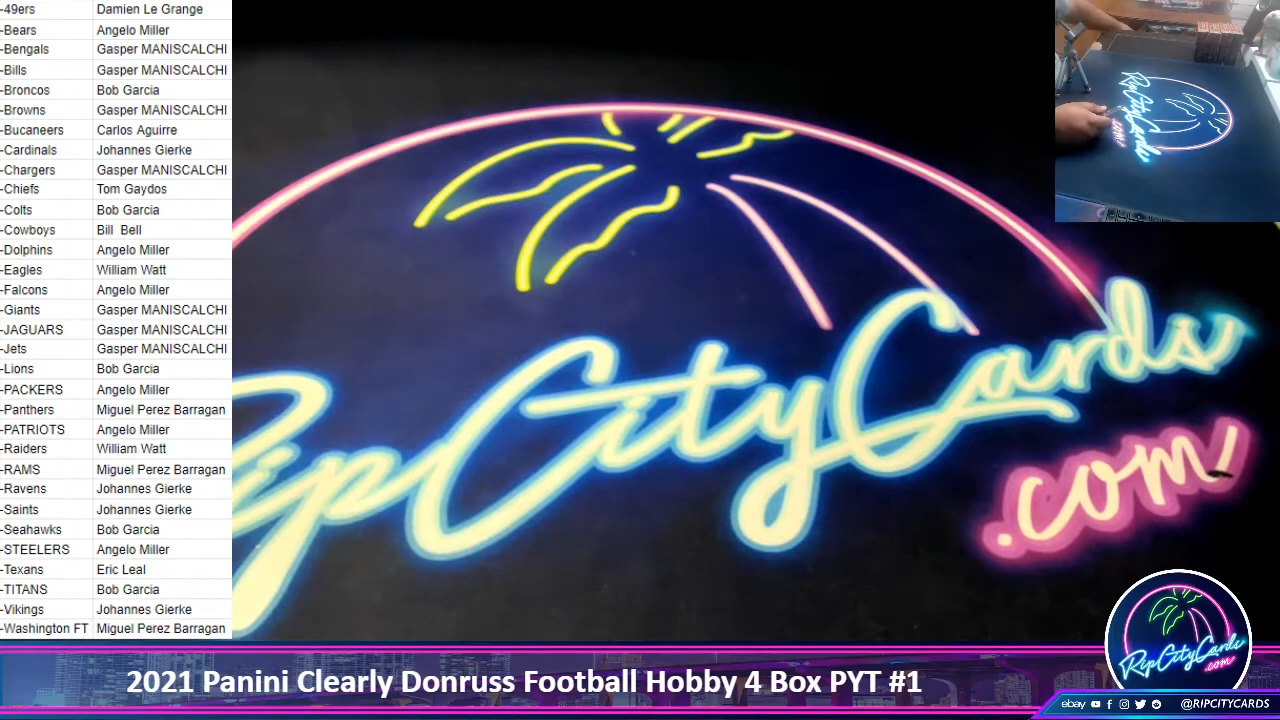 -49ers Damien Le Grange
-Bears Angelo Miller
-Bengals Gasper MANISCALCHI
-Bills Gasper MANISCALCHI
-Broncos Bob Garcia
-Browns Gasper MANISCALCHI
-Bucaneers Carlos Aguirre
-Cardinals Johannes Gierke
-Chargers Gasper MANISCALCHI
-Chiefs Tom Gaydos
-Colts Bob Garcia
-Cowboys Bill Bell
-Dolphins Angelo Miller
-Eagles William Watt
-Falcons Angelo Miller
-Giants Gasper MANISCALCHI
-JAGUARS Gasper MANISCALCHI
-Jets Gasper MANISCALCHI
-Lions Bob Garcia
-PACKERS Angelo Miller
-Panthers Miguel Perez Barragan
-PATRIOTS Angelo Miller
-Raiders William Watt
-RAMS Miguel Perez Barragan
-Ravens Johannes Gierke
-Saints Johannes Gierke
-Seahawks Bob Garcia
-STEELERS Angelo Miller
-Texans Eric Leal
-TITANS Bob Garcia
-Vikings Johannes Gierke
-Washington FT Miguel Perez Barragan
RipCityCards
.com
RipCityCards
.com
2021 Panini Clearly Donruss Football Hobby 4 Box PYT #1
RipCityCards
.com
ebay @RIPCITYCARDS